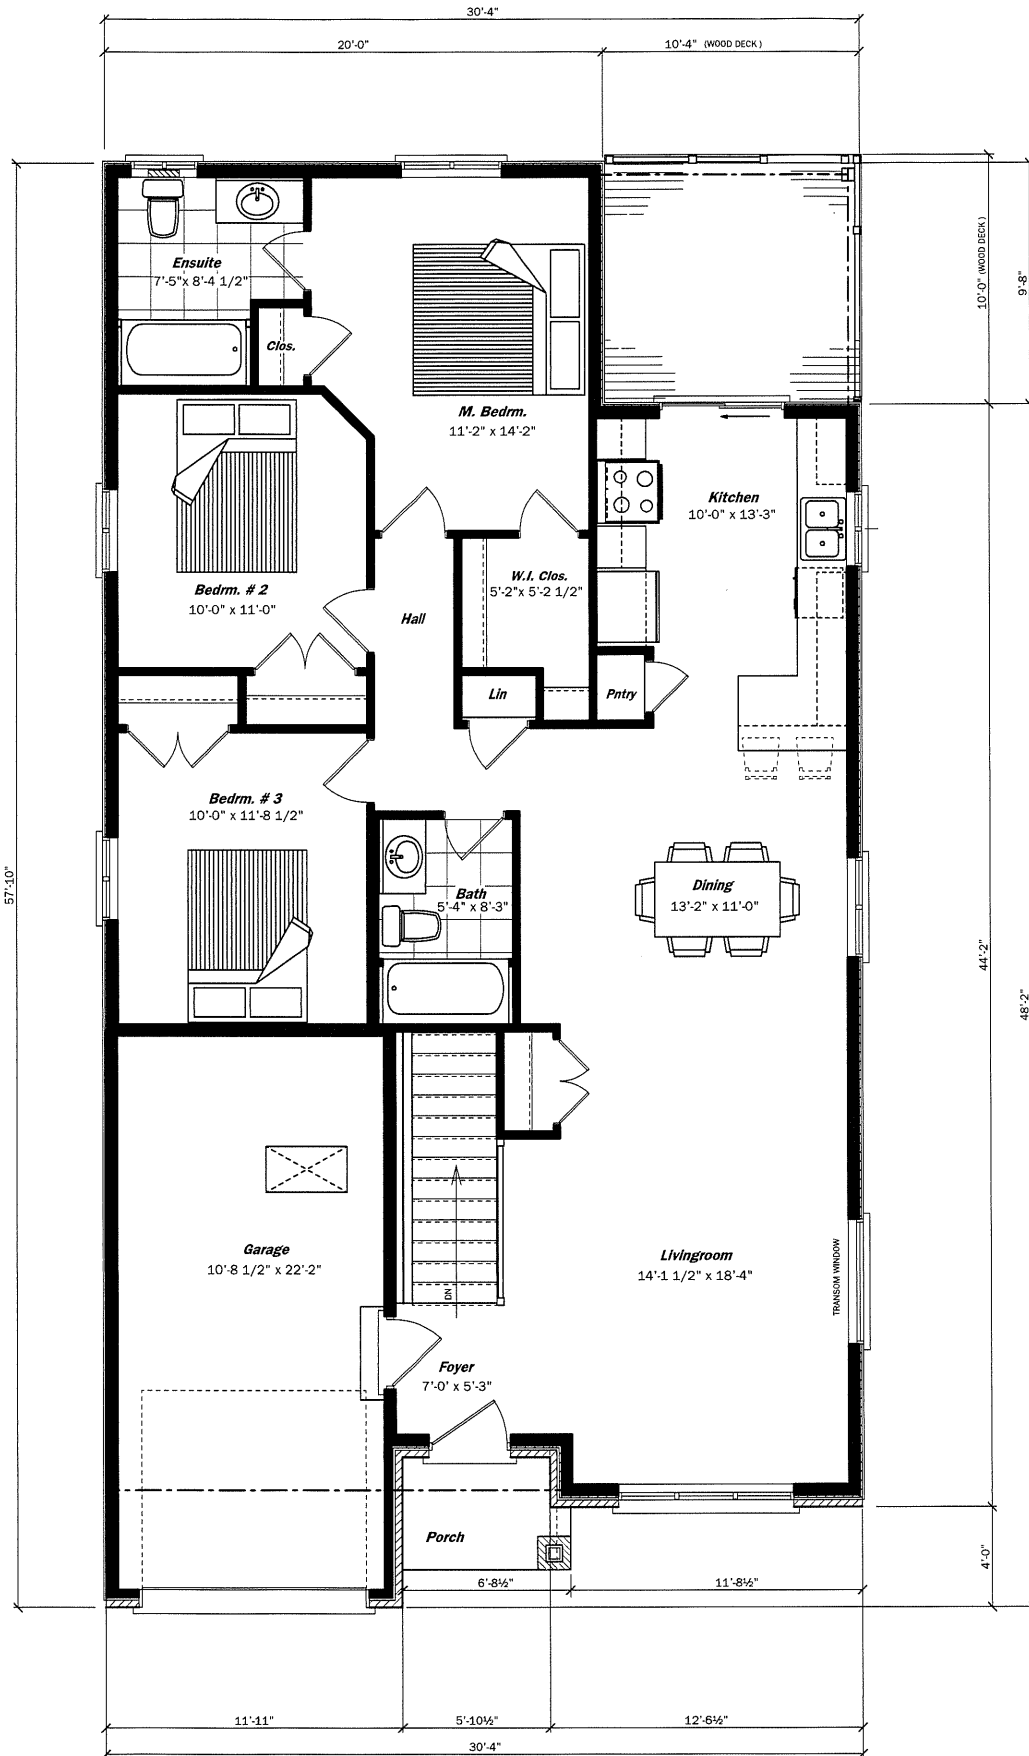 30'-4"
20'-0"
10'-4" (WOOD DECK)
Ensuite
7'-5"x 8'-4 1/2"
Clos.
M. Bedrm.
11'-2" x 14'-2"
10'-0" (WOOD DECK)
9'-8"
Kitchen
10'-0" x 13'-3"
Bedrm. # 2
10'-0" x 11'-0"
W.I. Clos.
5'-2"x 5'-2 1/2"
Hall
Lin
Pntry
Bedrm. # 3
10'-0" x 11'-8 1/2"
57'-10"
Bath
5'-4" x 8'-3"
Dining
13'-2" x 11'-0"
44'-2"
48'-2"
Garage
10'-8 1/2" x 22'-2"
DN
Livingroom
14'-1 1/2" x 18'-4"
TRANSOM WINDOW
Foyer
7'-0' x 5'-3"
Porch
4'-0"
6'-8½"
11'-8½"
11'-11"
5'-10½"
12'-6½"
30'-4"